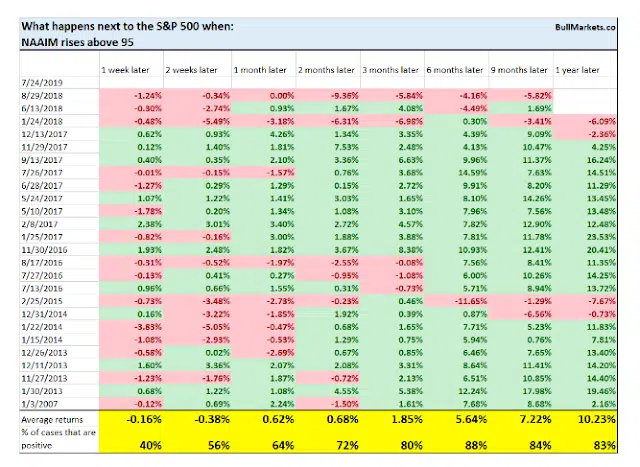 What happens next to the S&P 500 when: BullMarkets.co
NAAIM rises above 95
1 week later 2 weeks later 1 month later 2 months later 3 months later 6 months later 9 months later 1 year later
7/24/2019
8/29/2018 -1.24% -0.34% 0.00% -9.36% -5.84% -4.16% -5.82%
6/13/2018 -0.30% -2.74% 0.93% 1.67% 4.08% -4.49% 1.69%
1/24/2018 -0.48% -5.49% -3.18% -6.31% -6.98% 0.30% -3.41% -6.09%
12/13/2017 0.62% 0.93% 4.26% 1.34% 3.35% 4.39% 9.09% -2.36%
11/29/2017 0.12% 1.40% 1.81% 7.53% 2.48% 4.13% 10.47% 4.25%
9/13/2017 0.40% 0.35% 2.10% 3.36% 6.63% 9.96% 11.37% 16.24%
7/26/2017 -0.01% -0.15% -1.57% 0.76% 3.68% 14.59% 7.63% 14.51%
6/28/2017 -1.27% 0.29% 1.29% 0.15% 2.72% 9.91% 8.20% 11.29%
5/24/2017 1.07% 1.22% 1.41% 3.03% 1.65% 8.10% 14.26% 13.45%
5/10/2017 -1.78% 0.20% 1.34% 1.08% 3.10% 7.96% 7.56% 13.48%
2/8/2017 2.38% 3.01% 3.40% 2.72% 4.57% 7.82% 12.90% 12.48%
1/25/2017 -0.82% -0.16% 3.00% 1.88% 3.88% 7.81% 11.78% 23.53%
11/30/2016 1.93% 2.48% 1.82% 3.67% 8.38% 10.93% 12.41% 20.41%
8/17/2016 -0.31% -0.52% -1.97% -2.55% -0.08% 7.56% 8.41% 11.35%
7/27/2016 -0.13% 0.41% 0.27% -0.95% -1.08% 6.00% 10.26% 14.25%
7/13/2016 0.96% 0.66% 1.55% 0.31% -0.73% 5.71% 8.94% 13.72%
2/25/2015 -0.73% -3.48% -2.73% -0.23% 0.46% -11.65% -1.29% -7.67%
12/31/2014 0.16% -3.22% -1.85% 1.92% 0.39% 0.87% -6.56% -0.73%
1/22/2014 -3.83% -5.05% -0.47% 0.68% 1.65% 7.71% 5.23% 11.83%
1/15/2014 -1.08% -2.93% -0.53% 1.29% 0.75% 5.94% 0.76% 7.81%
12/26/2013 -0.58% 0.02% -2.69% 0.67% 0.85% 6.46% 7.65% 13.40%
12/11/2013 1.60% 3.36% 2.07% 2.08% 3.31% 8.64% 11.41% 14.20%
11/27/2013 -1.23% -1.76% 1.87% -0.72% 2.13% 6.51% 10.85% 14.40%
1/30/2013 0.68% 1.22% 1.08% 4.55% 5.38% 12.24% 17.98% 19.46%
1/3/2007 -0.12% 0.69% 2.24% -1.50% 1.61% 7.68% 8.68% 2.16%
Average returns -0.16% -0.38% 0.62% 0.68% 1.85% 5.64% 7.22% 10.23%
% of cases that are
positive 40% 56% 64% 72% 80% 88% 84% 83%